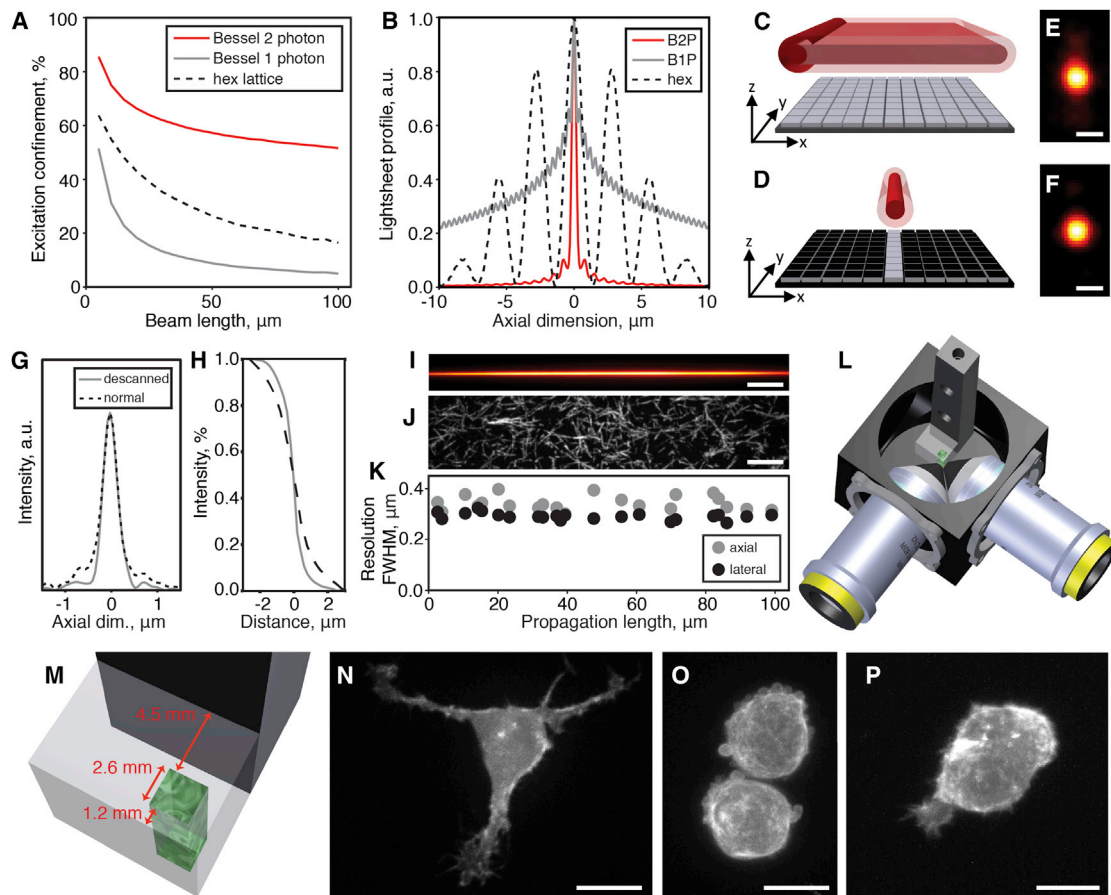 A
Excitation confinement, %
100
80
60
40
20
0
0
50
100
Beam length, µm
Bessel 2 photon
Bessel 1 photon
hex lattice
B
Lightsheet profile, a.u.
1.0
0.8
0.6
0.4
0.2
0
-10
-5
0
5
10
Axial dimension, µm
B2P
B1P
hex
C
z
y
x
D
z
y
x
E
F
G
Intensity, a.u.
descanned
normal
-1
0
1
Axial dim., µm
H
Intensity, %
1.0
0.8
0.6
0.4
0.2
0.0
-2
0
2
Distance, µm
I
J
K
Resolution
FWHM, µm
0.4
0.2
0
0
20
40
60
80
100
Propagation length, µm
axial
lateral
L
M
4.5 mm
2.6 mm
1.2 mm
N
O
P